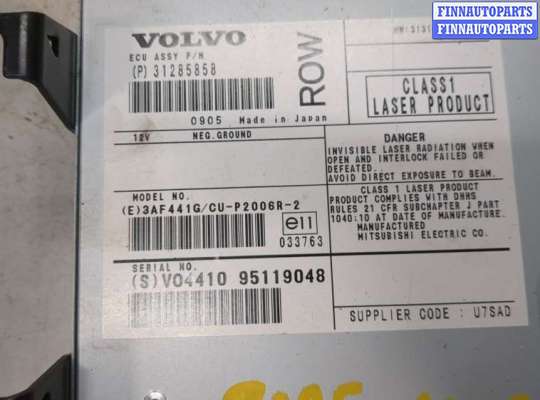 FINNAUTOPARTS
FINNAUTOPARTS
VOLVO
ECU ASSY P/N
(P) 31285858
ROW
0905 Made in Japan
CLASS1
LASER PRODUCT
12V NEG.GROUND
DANGER
INVISIBLE LASER RADIATION WHEN
OPEN AND INTERLOCK FAILED OR
DEFEATED.
AVOID DIRECT EXPOSURE TO BEAM.
CLASS 1 LASER PRODUCT
PRODUCT COMPLIES WITH DHHS
RULES 21 CFR SUBCHAPTER J PART
1040:10 AT DATE OF MANUFACTURE.
MANUFACTURED
MITSUBISHI ELECTRIC CO.
MODEL NO.
(E)3AF441G/CU-P2006R-2
e11
033763
SERIAL NO.
(S)V04410 95119048
SUPPLIER CODE : U7SAD